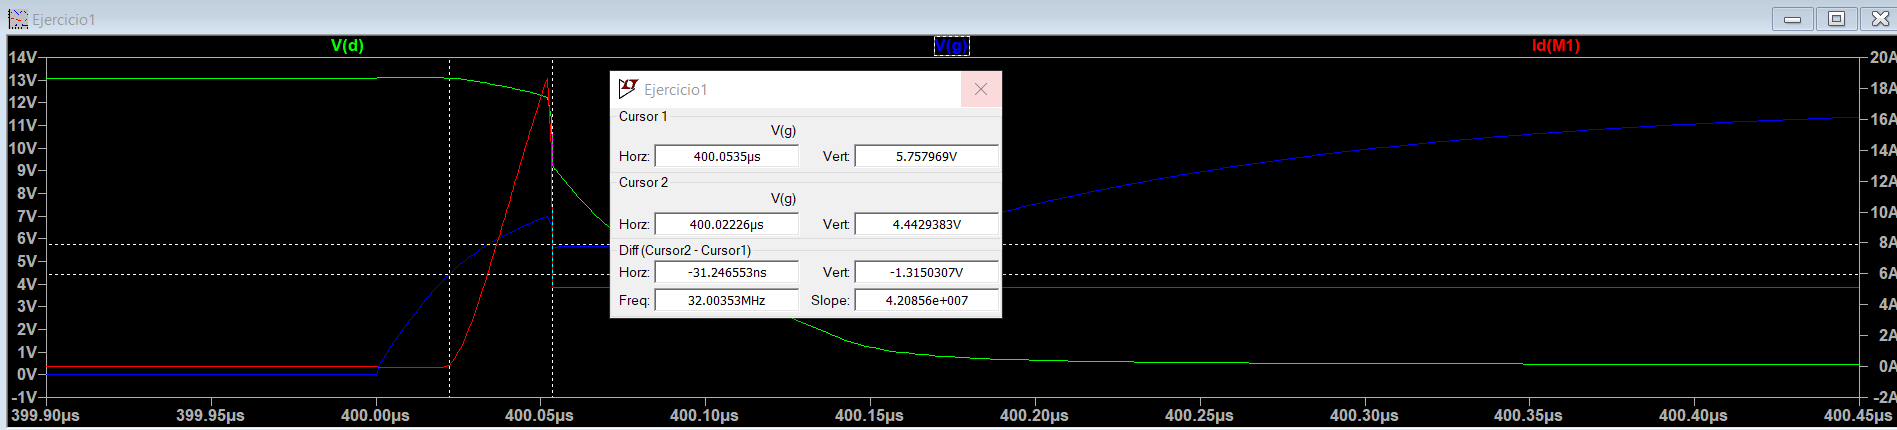 Ejercicio1
V(d) V(g) Id(M1)
14V 20A
13V 18A
12V 16A
11V 14A
10V 12A
9V 10A
8V 8A
7V 6A
6V 4A
5V 2A
4V 0A
3V -2A
2V
1V
0V
-1V
Ejercicio1
Cursor 1
V(g)
Horz: 400.0535µs Vert: 5.757969V
Cursor 2
V(g)
Horz: 400.02226µs Vert: 4.4429383V
Diff (Cursor2 - Cursor1)
Horz: -31.246553ns Vert: -1.3150307V
Freq: 32.00353MHz Slope: 4.20856e+007
399.90µs 399.95µs 400.00µs 400.05µs 400.10µs 400.15µs 400.20µs 400.25µs 400.30µs 400.35µs 400.40µs 400.45µs